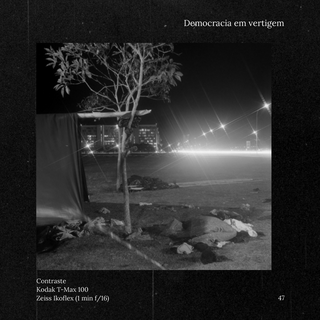 Democracia em vertigem
Contraste
Kodak T-Max 100
Zeiss Ikoflex (1 min f/16)
47